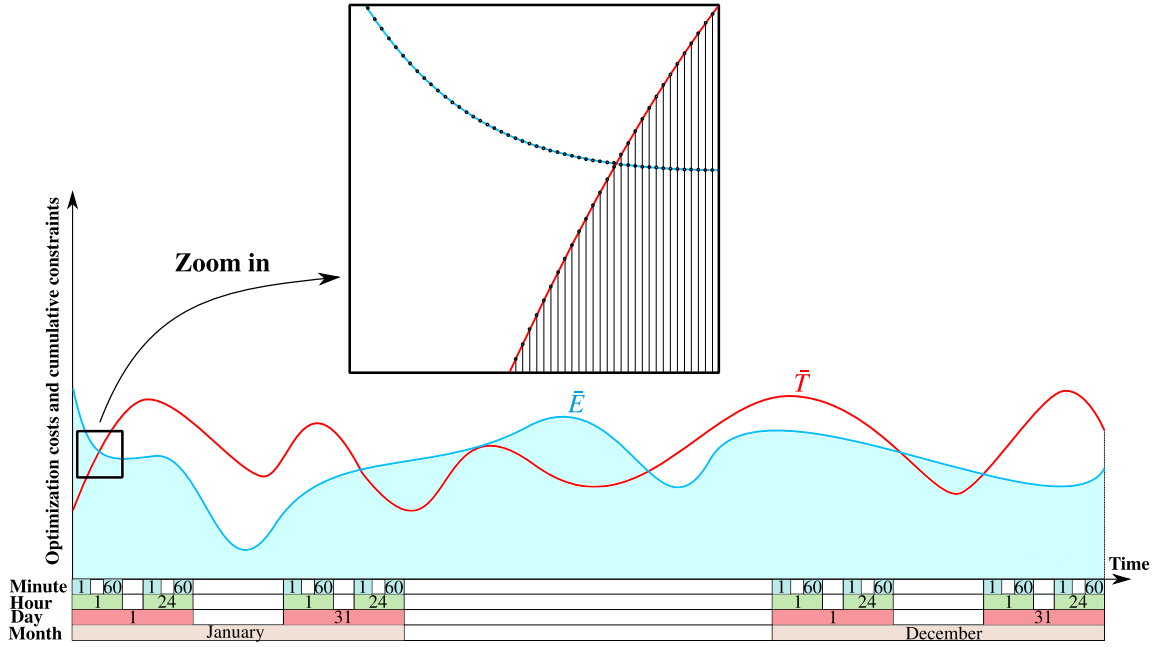 Zoom in
Optimization costs and cumulative constraints
Ē
T̄
Time
Minute 1 60 1 60 1 60 1 60 1 60 1 60 1 60 1 60
Hour 1 24 1 24 1 24 1 24
Day 1 31 1 31
Month January December